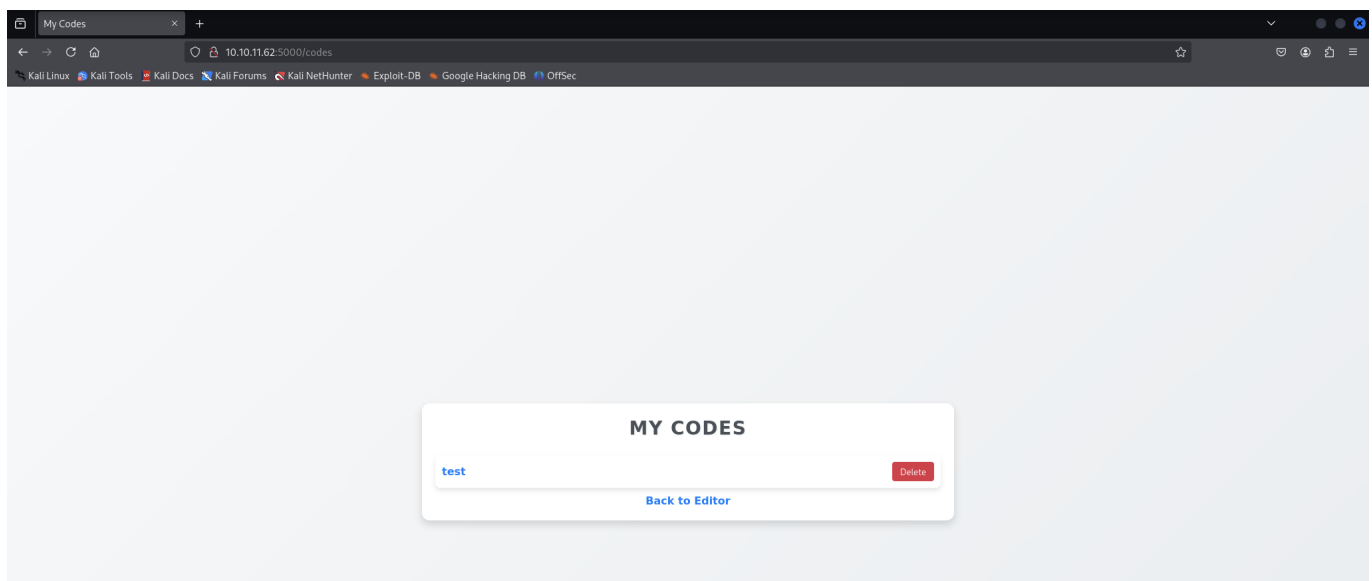 My Codes
10.10.11.62:5000/codes
Kali Linux Kali Tools Kali Docs Kali Forums Kali NetHunter Exploit-DB Google Hacking DB OffSec
MY CODES
test Delete
Back to Editor